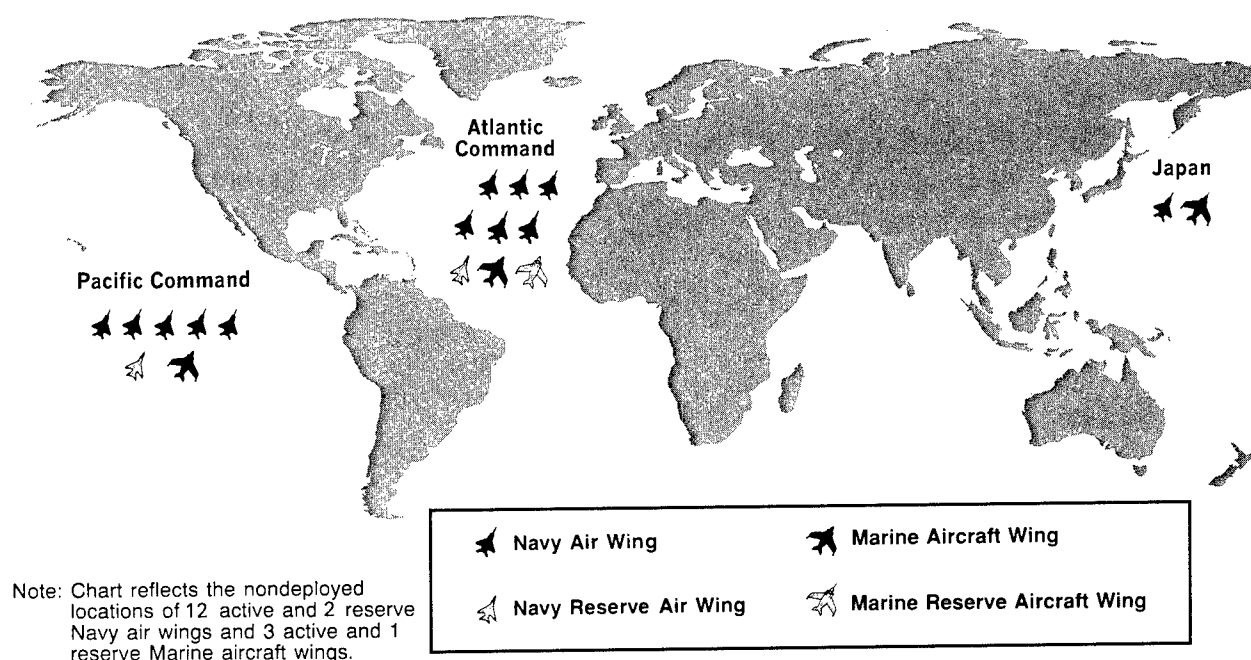 Atlantic
Command
Japan
Pacific Command
Navy Air Wing
Marine Aircraft Wing
Navy Reserve Air Wing
Marine Reserve Aircraft Wing
Note: Chart reflects the nondeployed
locations of 12 active and 2 reserve
Navy air wings and 3 active and 1
reserve Marine aircraft wings.